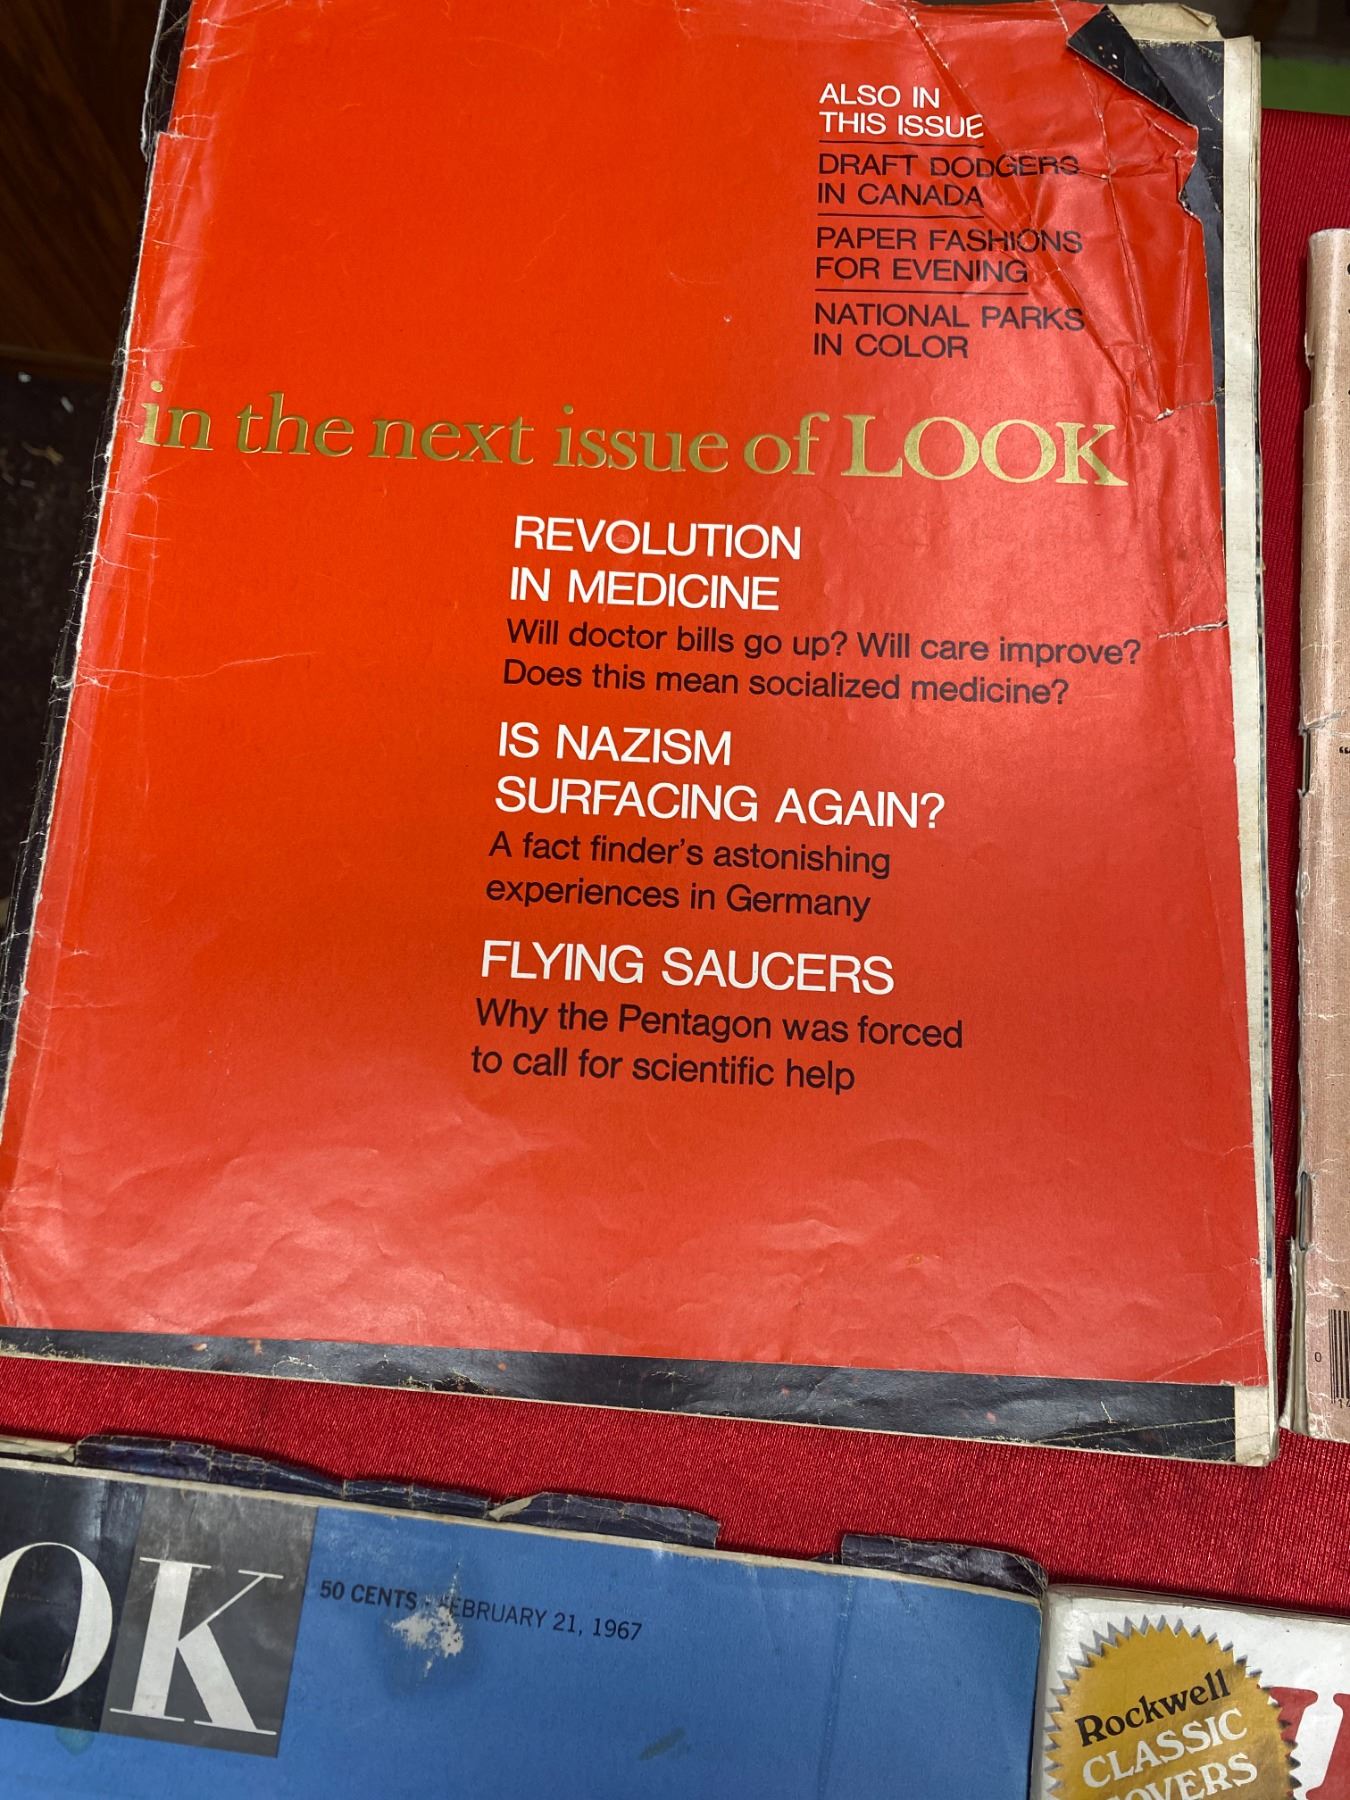 ALSO IN
THIS ISSUE
DRAFT DODGERS
IN CANADA
PAPER FASHIONS
FOR EVENING
NATIONAL PARKS
IN COLOR
in the next issue of LOOK
REVOLUTION
IN MEDICINE
Will doctor bills go up? Will care improve?
Does this mean socialized medicine?
IS NAZISM
SURFACING AGAIN?
A fact finder's astonishing
experiences in Germany
FLYING SAUCERS
Why the Pentagon was forced
to call for scientific help
0
OK
50 CENTS FEBRUARY 21, 1967
Rockwell
CLASSIC
COVERS